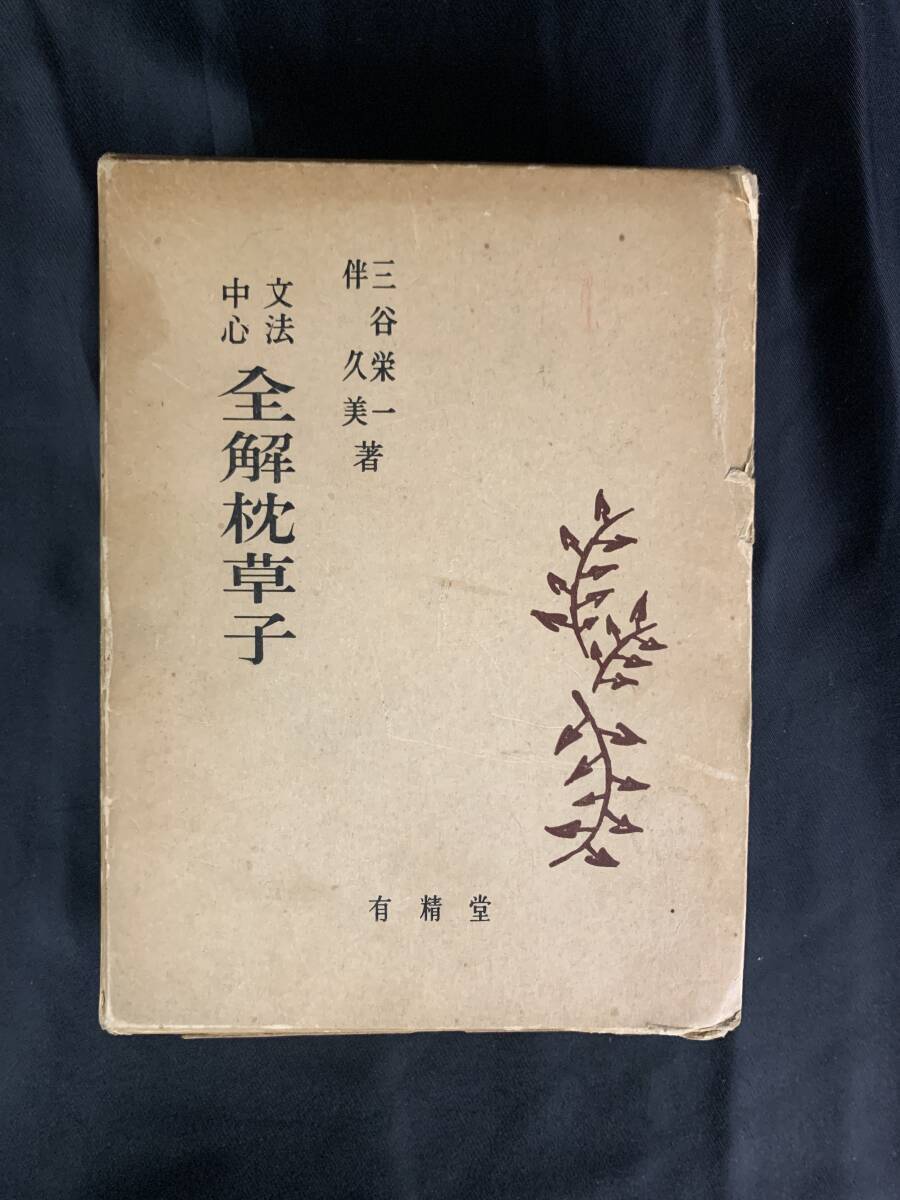 三谷栄一
伴久美
著
文法
中心
全解枕草子
有精堂